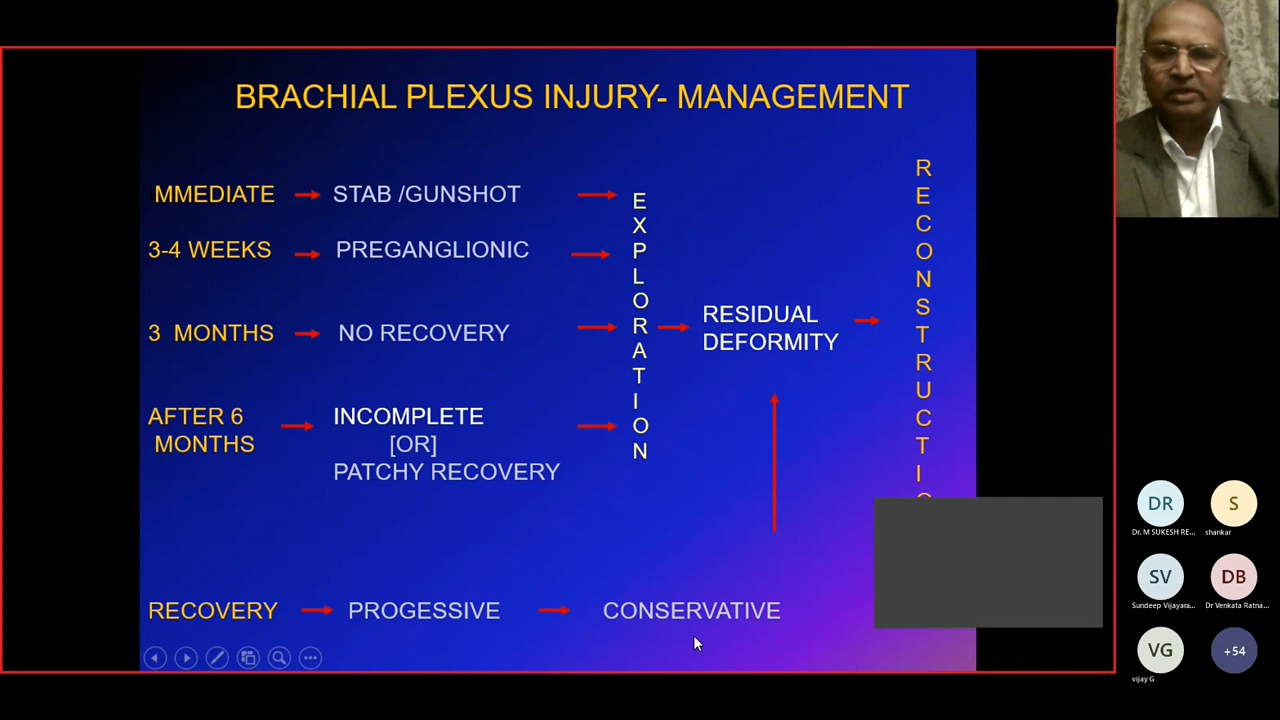 BRACHIAL PLEXUS INJURY- MANAGEMENT
MMEDIATE
STAB /GUNSHOT
3-4 WEEKS
PREGANGLIONIC
3 MONTHS
NO RECOVERY
AFTER 6
MONTHS
INCOMPLETE
[OR]
PATCHY RECOVERY
EXPLORATION
RESIDUAL
DEFORMITY
RECONSTRUCTI
RECOVERY
PROGESSIVE
CONSERVATIVE
DR
Dr. M SUKESH RE...
S
shankar
SV
Sundeep Vijayara...
DB
Dr Venkata Ratna...
VG
vijay G
+54